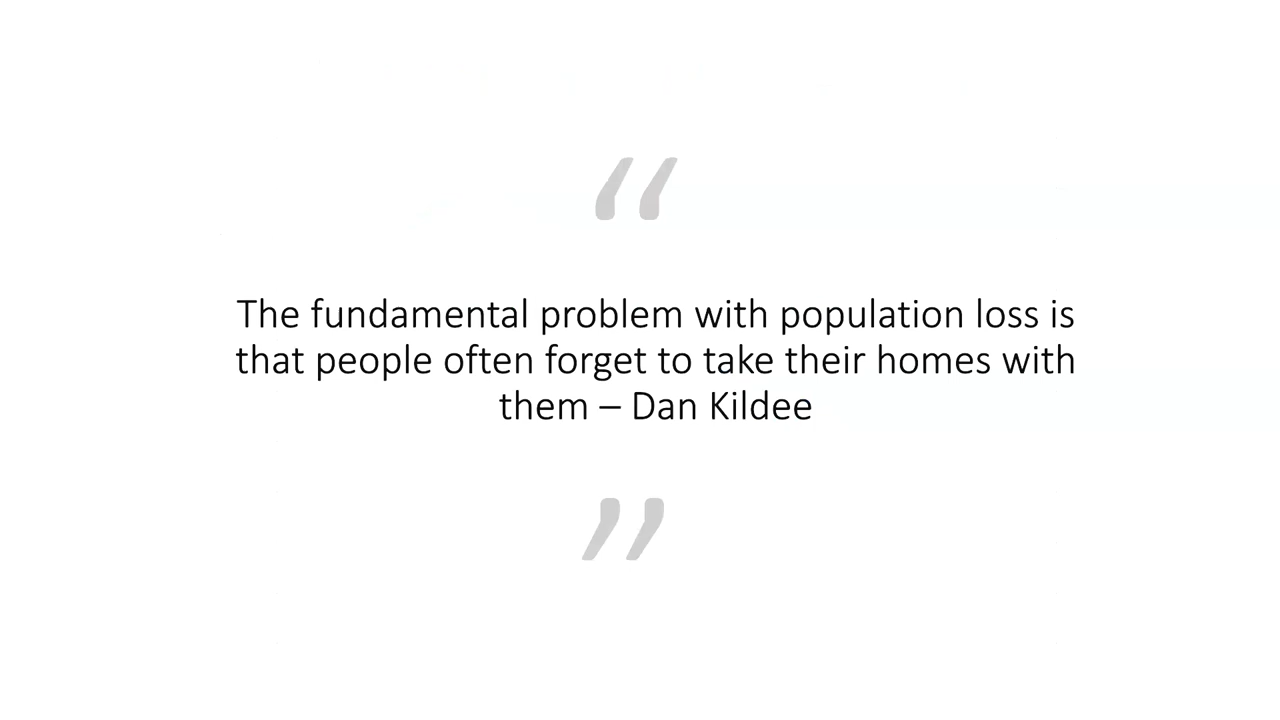 “
The fundamental problem with population loss is
that people often forget to take their homes with
them – Dan Kildee
”